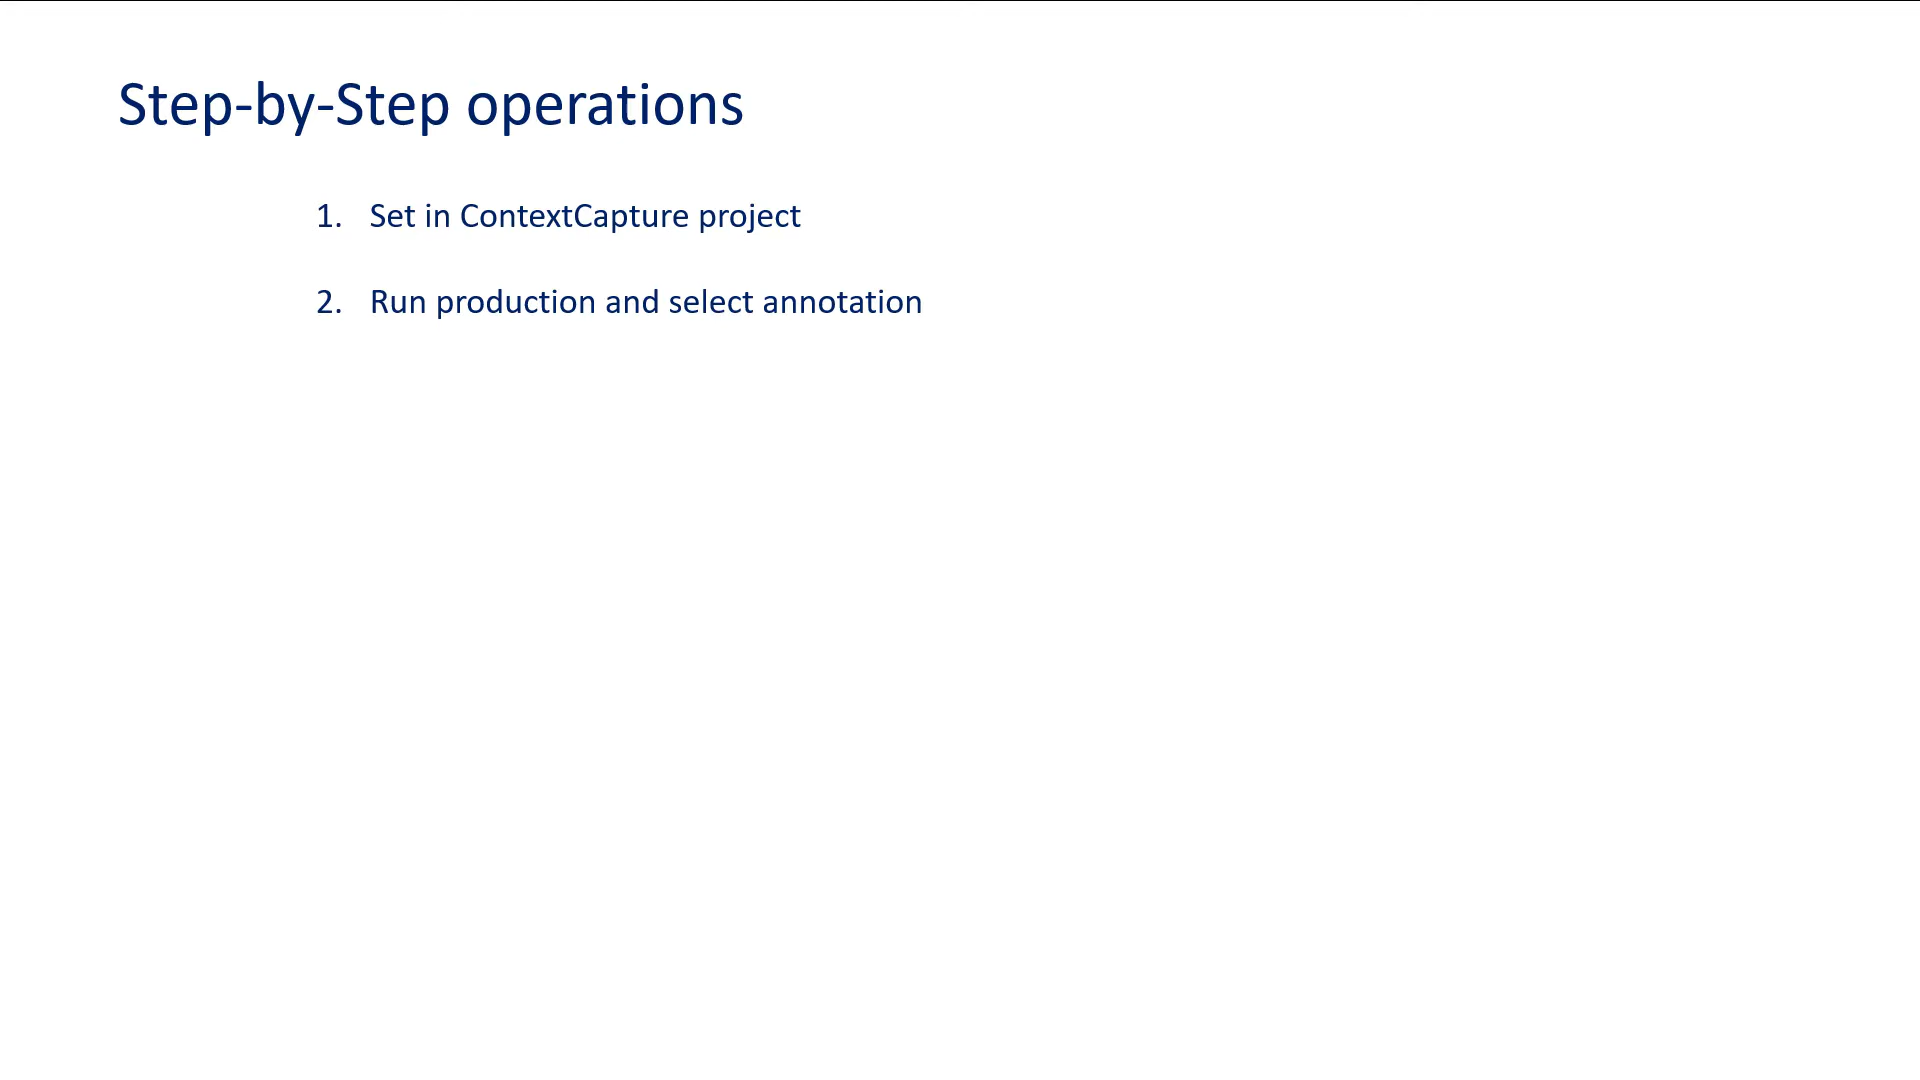 Step-by-Step operations
1. Set in ContextCapture project
2. Run production and select annotation